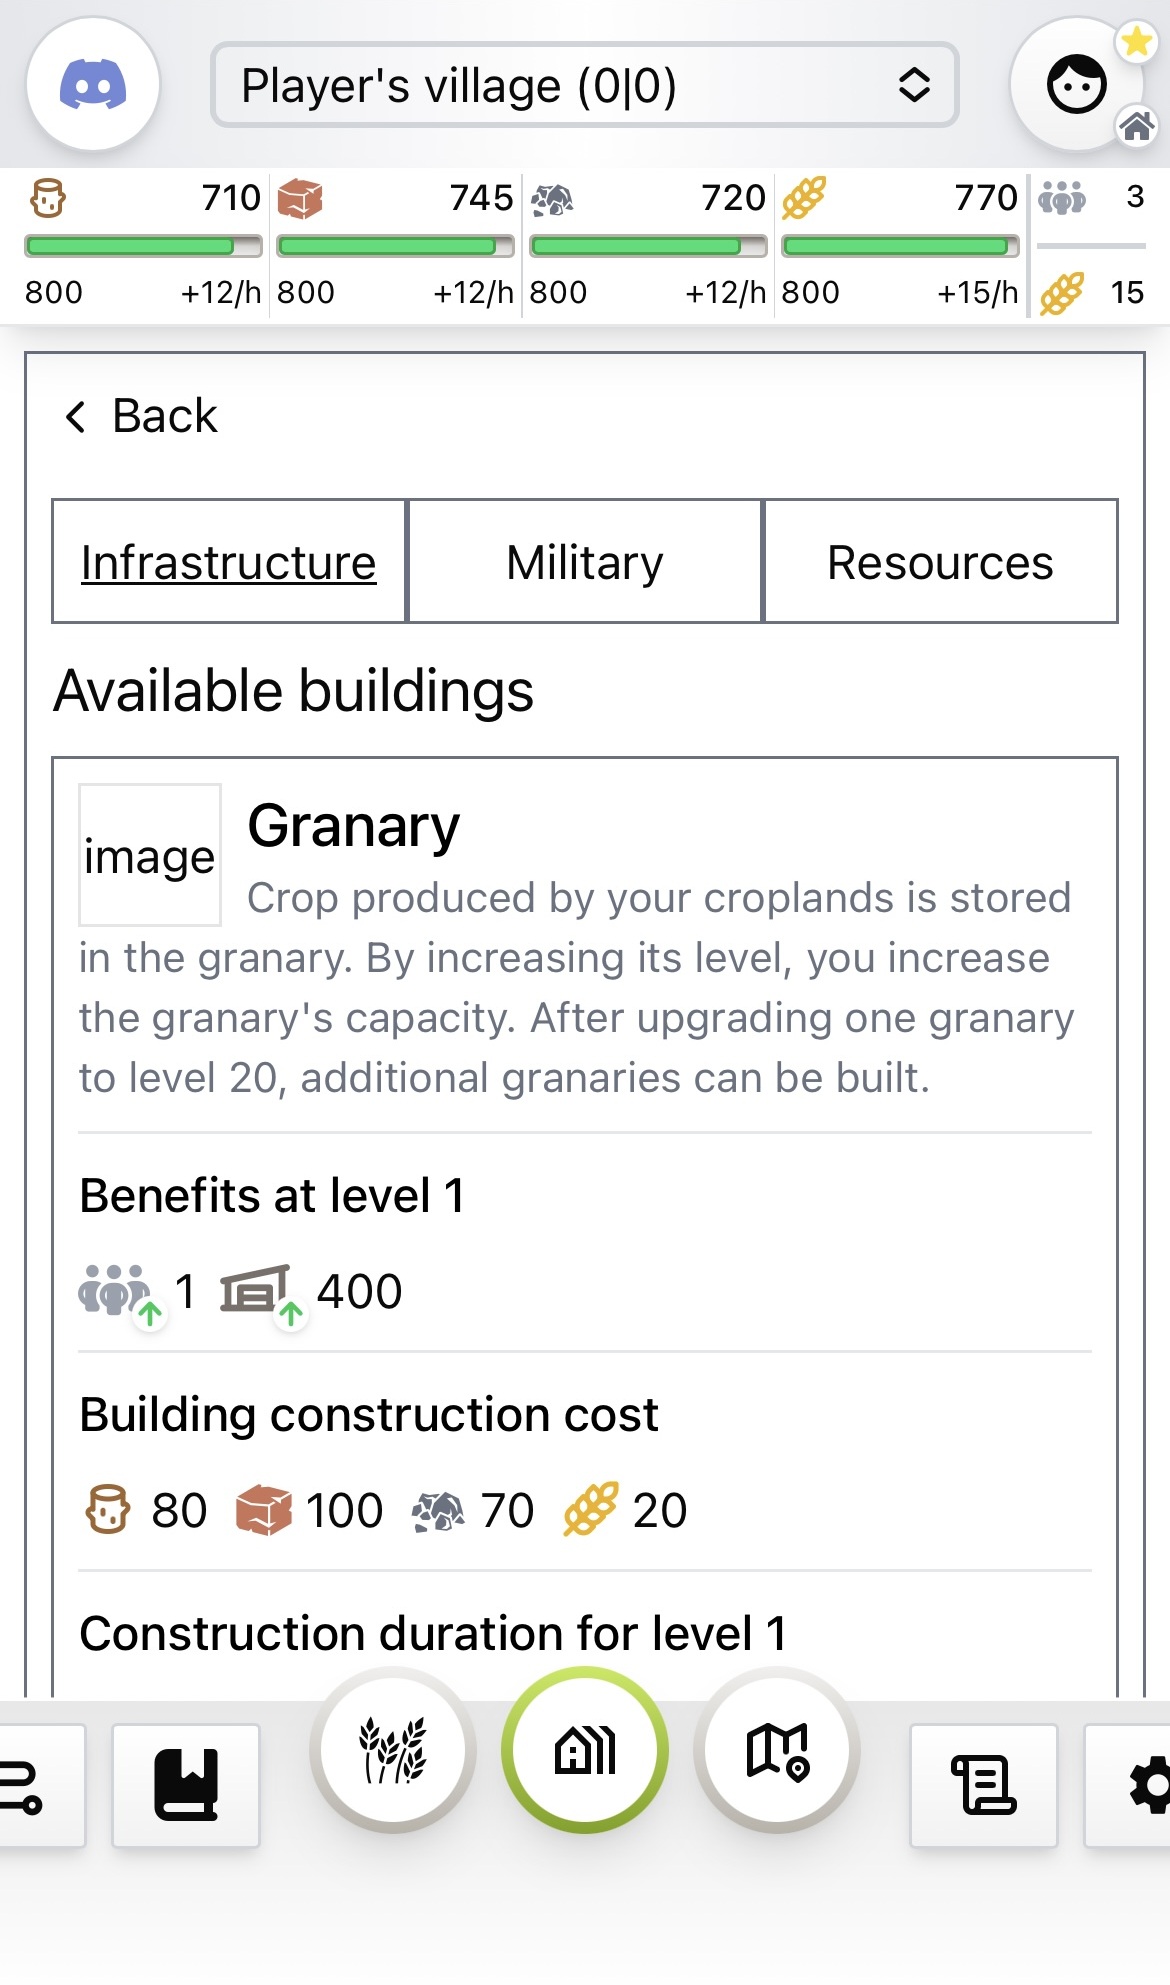 Player's village (0|0)
710 745 720 770 3
800 +12/h 800 +12/h 800 +12/h 800 +15/h 15
Back
Infrastructure Military Resources
Available buildings
image
Granary
Crop produced by your croplands is stored
in the granary. By increasing its level, you increase
the granary's capacity. After upgrading one granary
to level 20, additional granaries can be built.
Benefits at level 1
1 400
Building construction cost
80 100 70 20
Construction duration for level 1